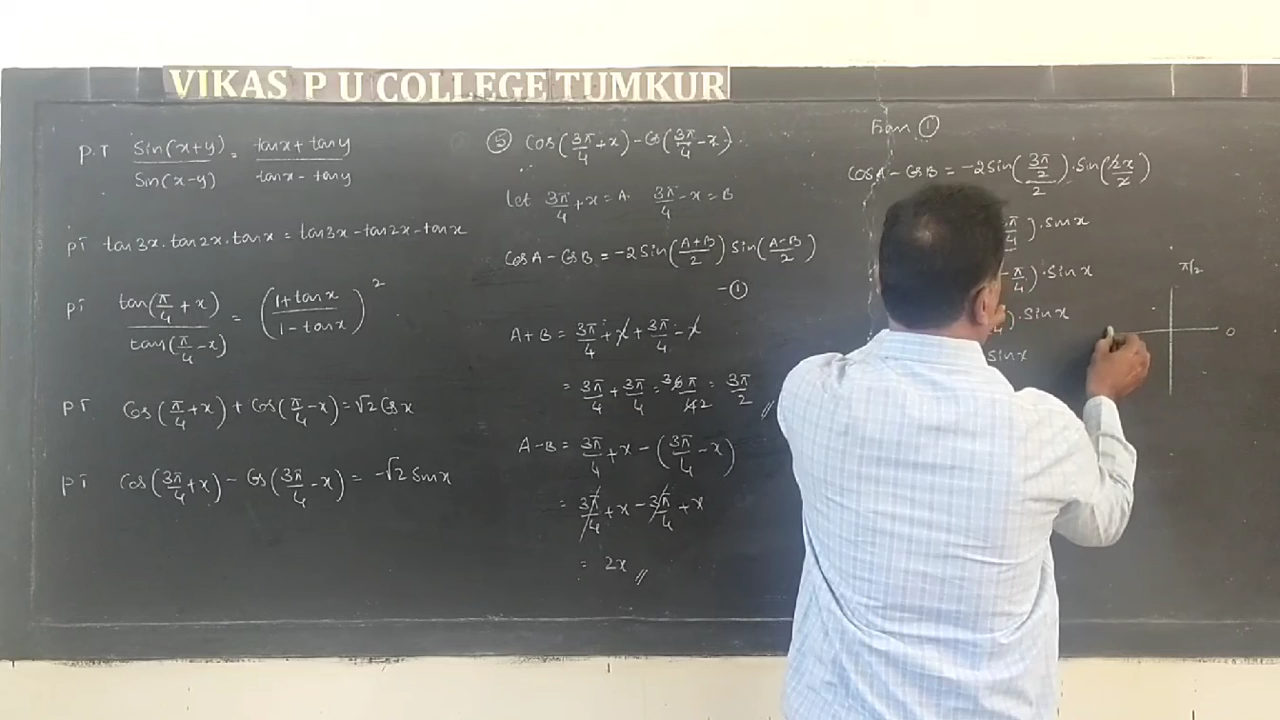 VIKAS P U COLLEGE TUMKUR
P.T sin(x+y)/sin(x-y) = tanx + tany/tanx - tany
PT tan3x.tan2x.tanx = tan3x-tan2x-tanx
PT tan(π/4 + x)/tan(π/4 - x) = (1+tanx/1-tanx)²
PT Cos(π/4+x) + Cos(π/4-x) = √2 Cosx
PT Cos(3π/4+x) - Cos(3π/4-x) = -√2 sinx
⑤ Cos(3π/4+x) - Cos(3π/4-x)
Let 3π/4+x=A. 3π/4-x=B
CosA-CosB = -2Sin(A+B/2) Sin(A-B/2)
-①
A+B = 3π/4+x+3π/4-x
= 3π/4+3π/4 = 6π/4 = 3π/2
A-B = 3π/4+x-(3π/4-x)
= 3π/4+x-3π/4+x
= 2x
From ①
CosA-CosB = -2sin(3π/2/2).sin(2x/2)
π/4).sinx
-π/4).sinx
).sinx
sinx
π/2
0